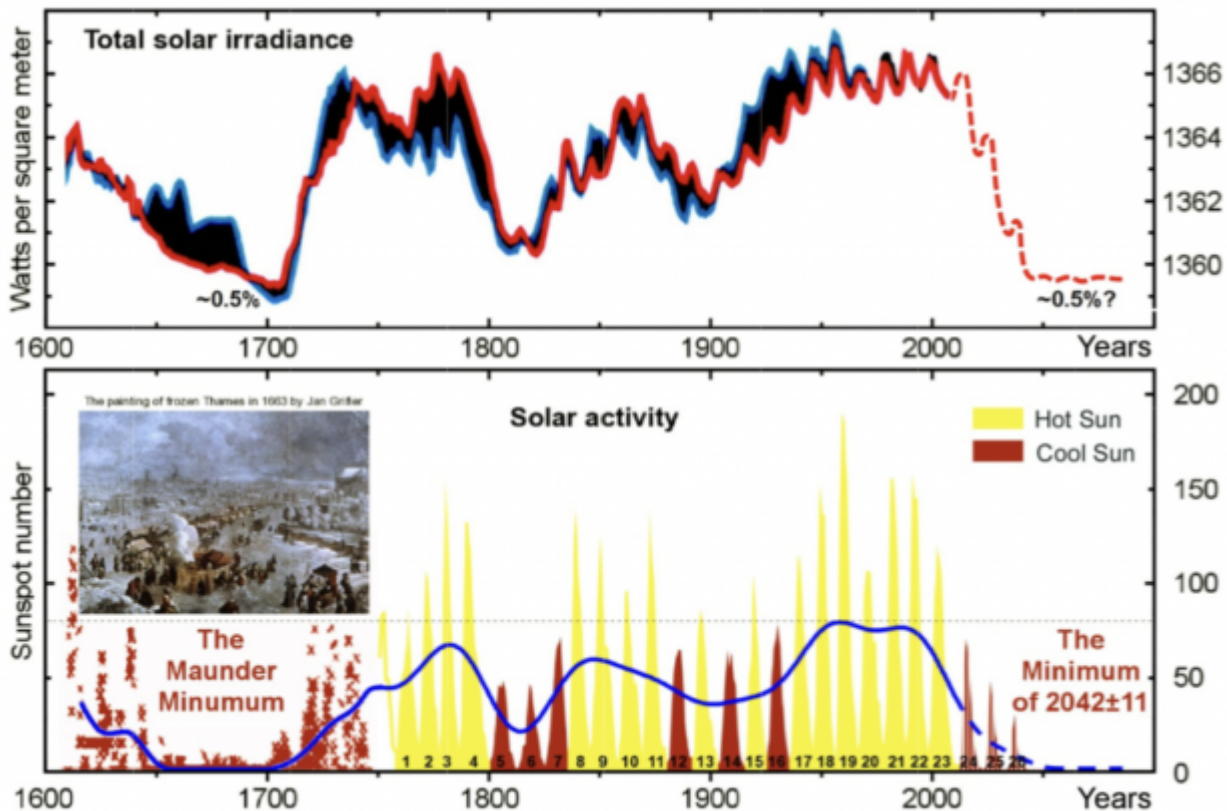 Total solar irradiance
Watts per square meter
1366
1364
1362
1360
~0.5%
~0.5%?
1600
1700
1800
1900
2000
Years
The painting of frozen Thames in 1663 by Jan Griffier
Solar activity
Hot Sun
Cool Sun
Sunspot number
200
150
100
50
0
The
Maunder
Minumum
The
Minimum
of 2042±11
1 2 3 4 5 6 7 8 9 10 11 12 13 14 15 16 17 18 19 20 21 22 23 24 25 26
1600
1700
1800
1900
2000
Years